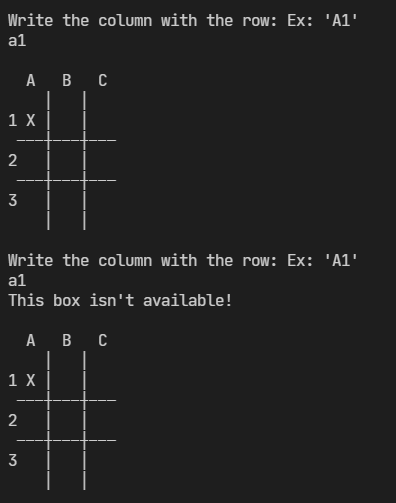 Write the column with the row: Ex: 'A1'
a1
A B C
1 X
2
3
Write the column with the row: Ex: 'A1'
a1
This box isn't available!
A B C
1 X
2
3